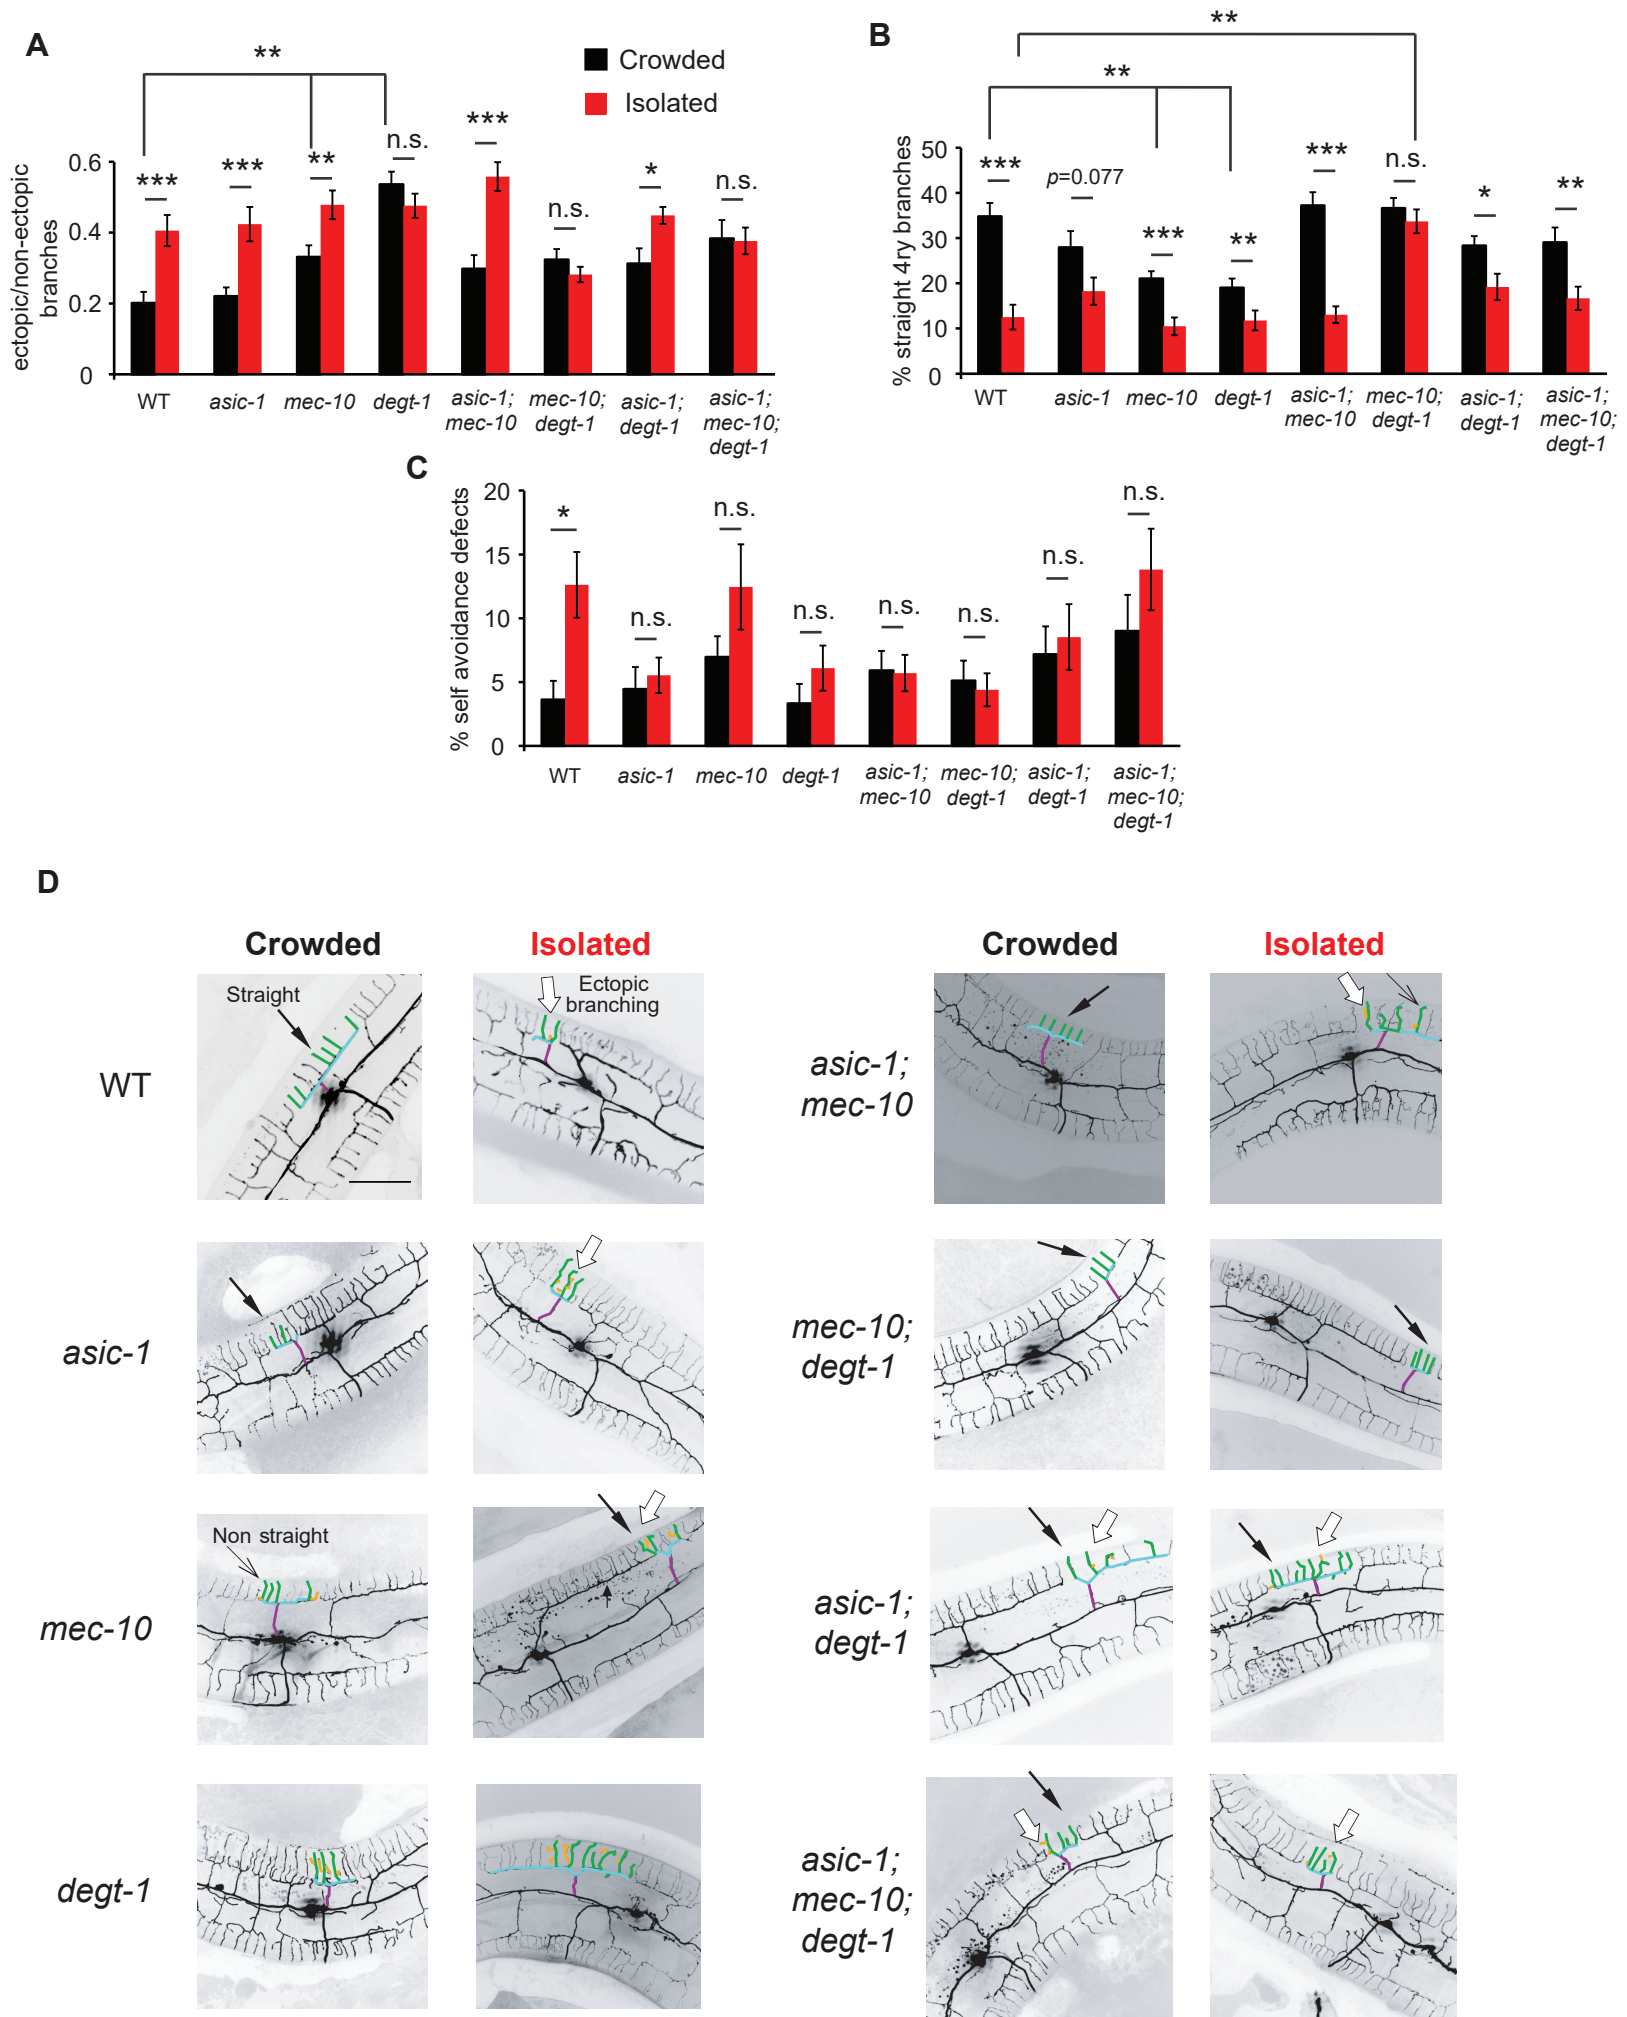 A
**
Crowded
Isolated
ectopic/non-ectopic
branches
0.6
0.4
0.2
0
***
***
**
n.s.
***
n.s.
*
n.s.
WT
asic-1
mec-10
degt-1
asic-1;
mec-10
mec-10;
degt-1
asic-1;
degt-1
asic-1;
mec-10;
degt-1
B
**
**
% straight 4ry branches
50
40
30
20
10
0
***
p=0.077
***
**
***
n.s.
*
**
WT
asic-1
mec-10
degt-1
asic-1;
mec-10
mec-10;
degt-1
asic-1;
degt-1
asic-1;
mec-10;
degt-1
C
% self avoidance defects
20
15
10
5
0
*
n.s.
n.s.
n.s.
n.s.
n.s.
n.s.
n.s.
WT
asic-1
mec-10
degt-1
asic-1;
mec-10
mec-10;
degt-1
asic-1;
degt-1
asic-1;
mec-10;
degt-1
D
Crowded
Isolated
WT
Straight
Ectopic
branching
asic-1
mec-10
Non straight
degt-1
Crowded
Isolated
asic-1;
mec-10
mec-10;
degt-1
asic-1;
degt-1
asic-1;
mec-10;
degt-1